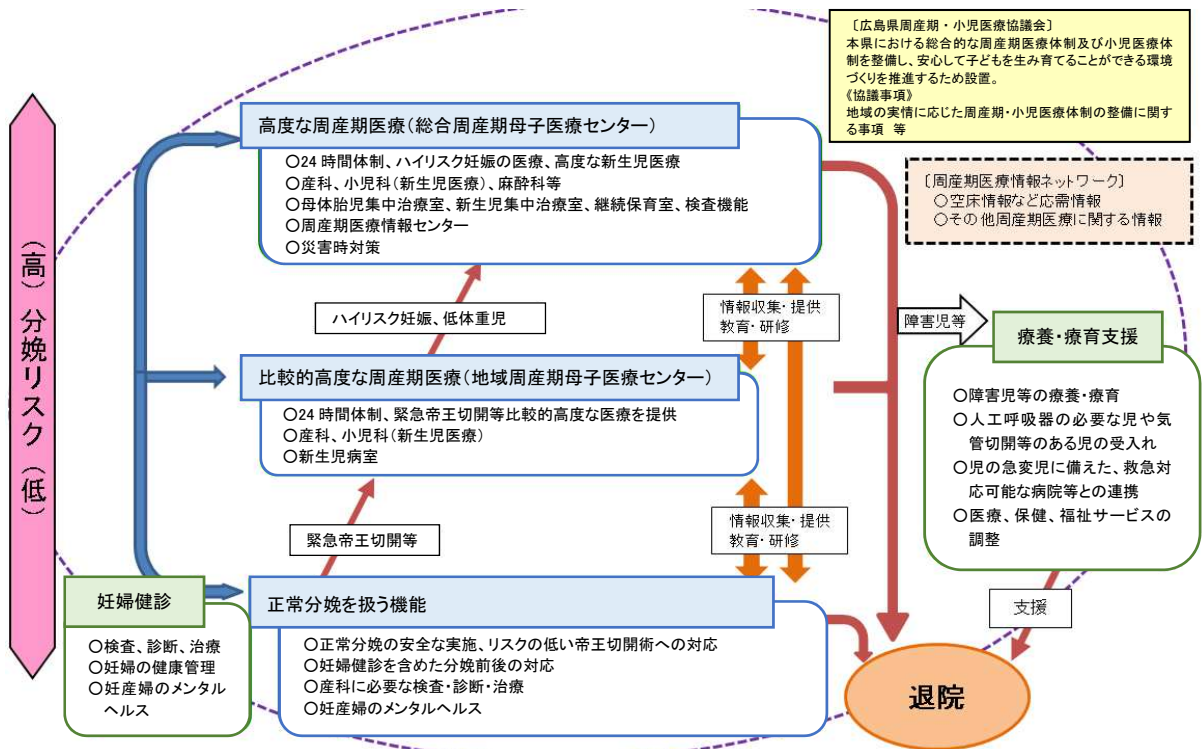 〔広島県周産期・小児医療協議会〕
本県における総合的な周産期医療体制及び小児医療体
制を整備し、安心して子どもを生み育てることができる環境
づくりを推進するため設置。
《協議事項》
地域の実情に応じた周産期・小児医療体制の整備に関す
る事項 等
〔周産期医療情報ネットワーク〕
○空床情報など応需情報
○その他周産期医療に関する情報
(高) 分娩リスク (低)
高度な周産期医療(総合周産期母子医療センター)
○24時間体制、ハイリスク妊娠の医療、高度な新生児医療
○産科、小児科(新生児医療)、麻酔科等
○母体胎児集中治療室、新生児集中治療室、継続保育室、検査機能
○周産期医療情報センター
○災害時対策
ハイリスク妊娠、低体重児
情報収集・提供
教育・研修
障害児等
比較的高度な周産期医療(地域周産期母子医療センター)
○24時間体制、緊急帝王切開等比較的高度な医療を提供
○産科、小児科(新生児医療)
○新生児病室
療養・療育支援
○障害児等の療養・療育
○人工呼吸器の必要な児や気
管切開等のある児の受入れ
○児の急変児に備えた、救急対
応可能な病院等との連携
○医療、保健、福祉サービスの
調整
緊急帝王切開等
情報収集・提供
教育・研修
妊婦健診
○検査、診断、治療
○妊婦の健康管理
○妊産婦のメンタル
ヘルス
正常分娩を扱う機能
○正常分娩の安全な実施、リスクの低い帝王切開術への対応
○妊婦健診を含めた分娩前後の対応
○産科に必要な検査・診断・治療
○妊産婦のメンタルヘルス
支援
退院